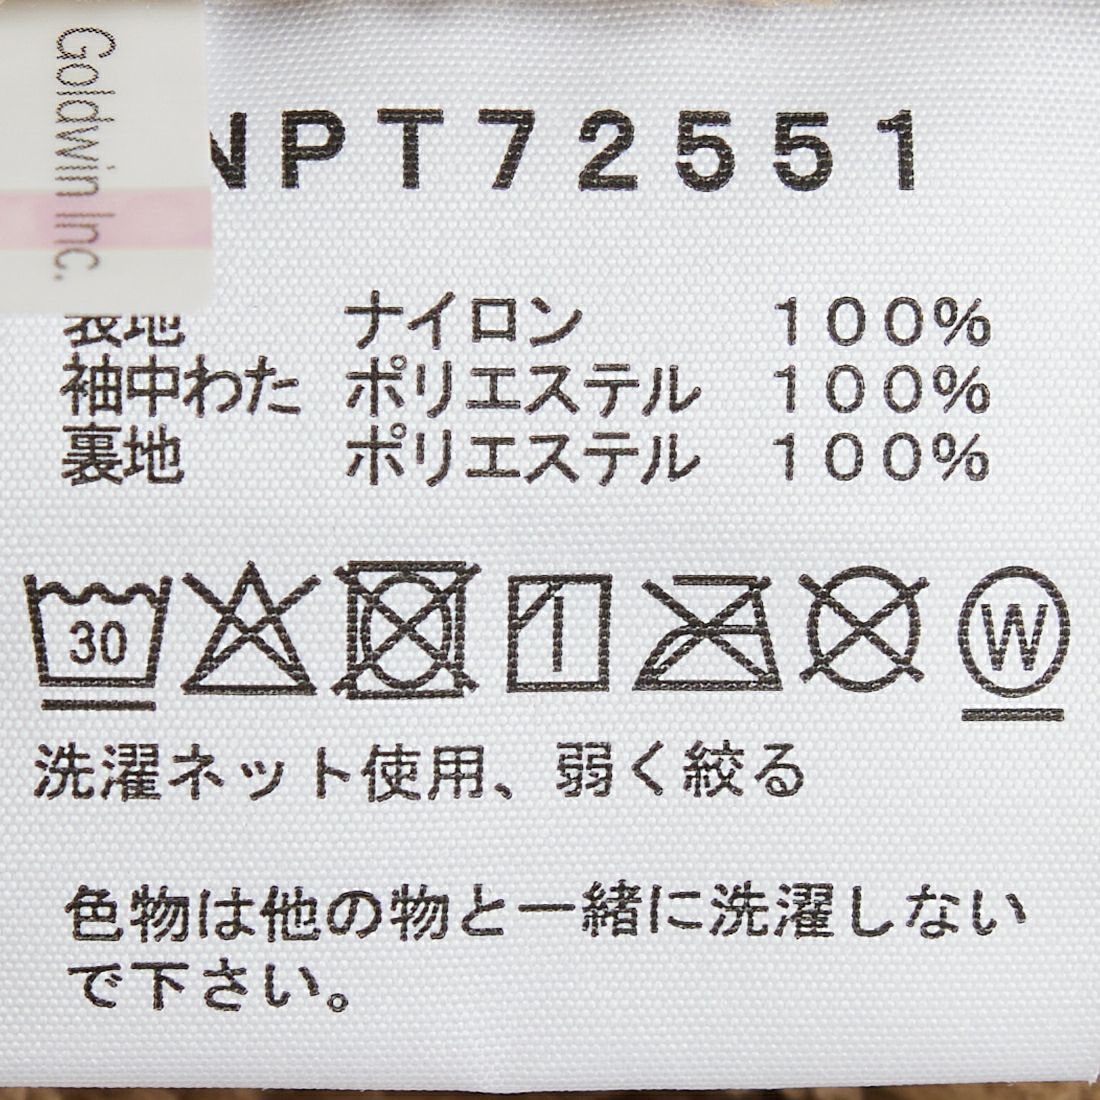 Goldwin Inc.
NPT72551
表地 ナイロン 100%
袖中わた ポリエステル 100%
裏地 ポリエステル 100%
30 W
洗濯ネット使用、弱く絞る
色物は他の物と一緒に洗濯しない
で下さい。